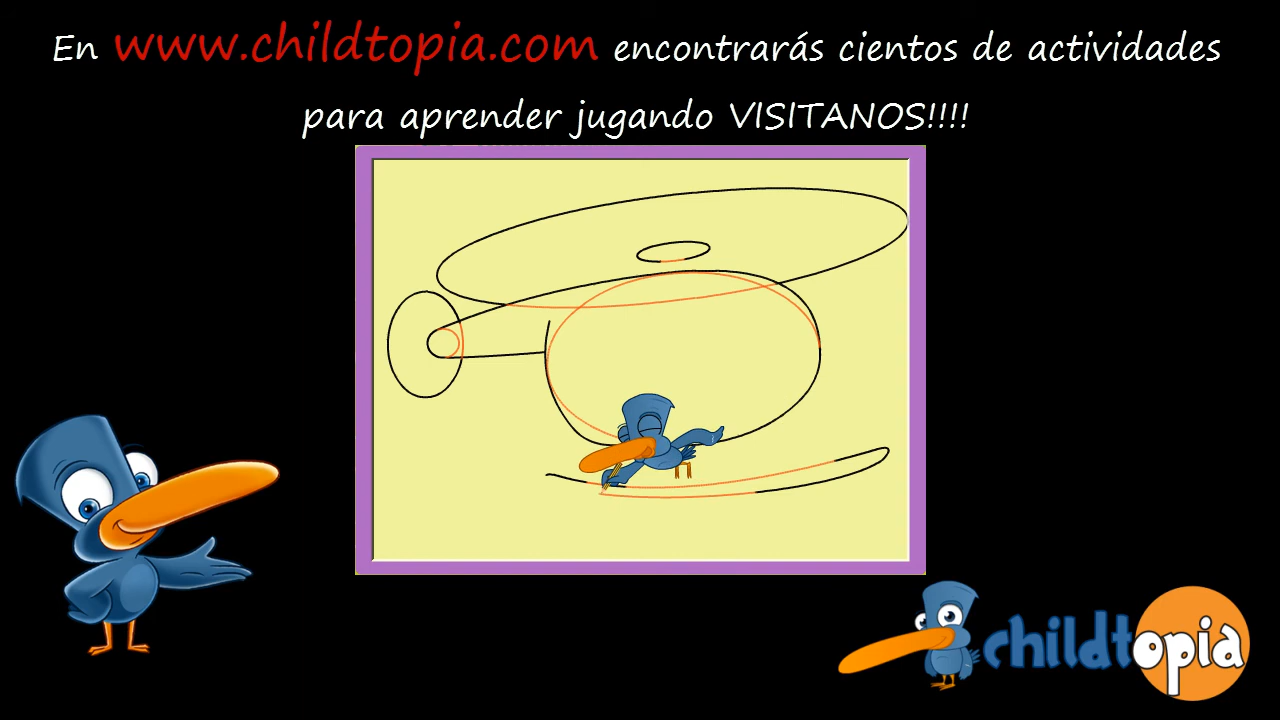 En www.childtopia.com encontrarás cientos de actividades
para aprender jugando VISITANOS!!!!
childtopia